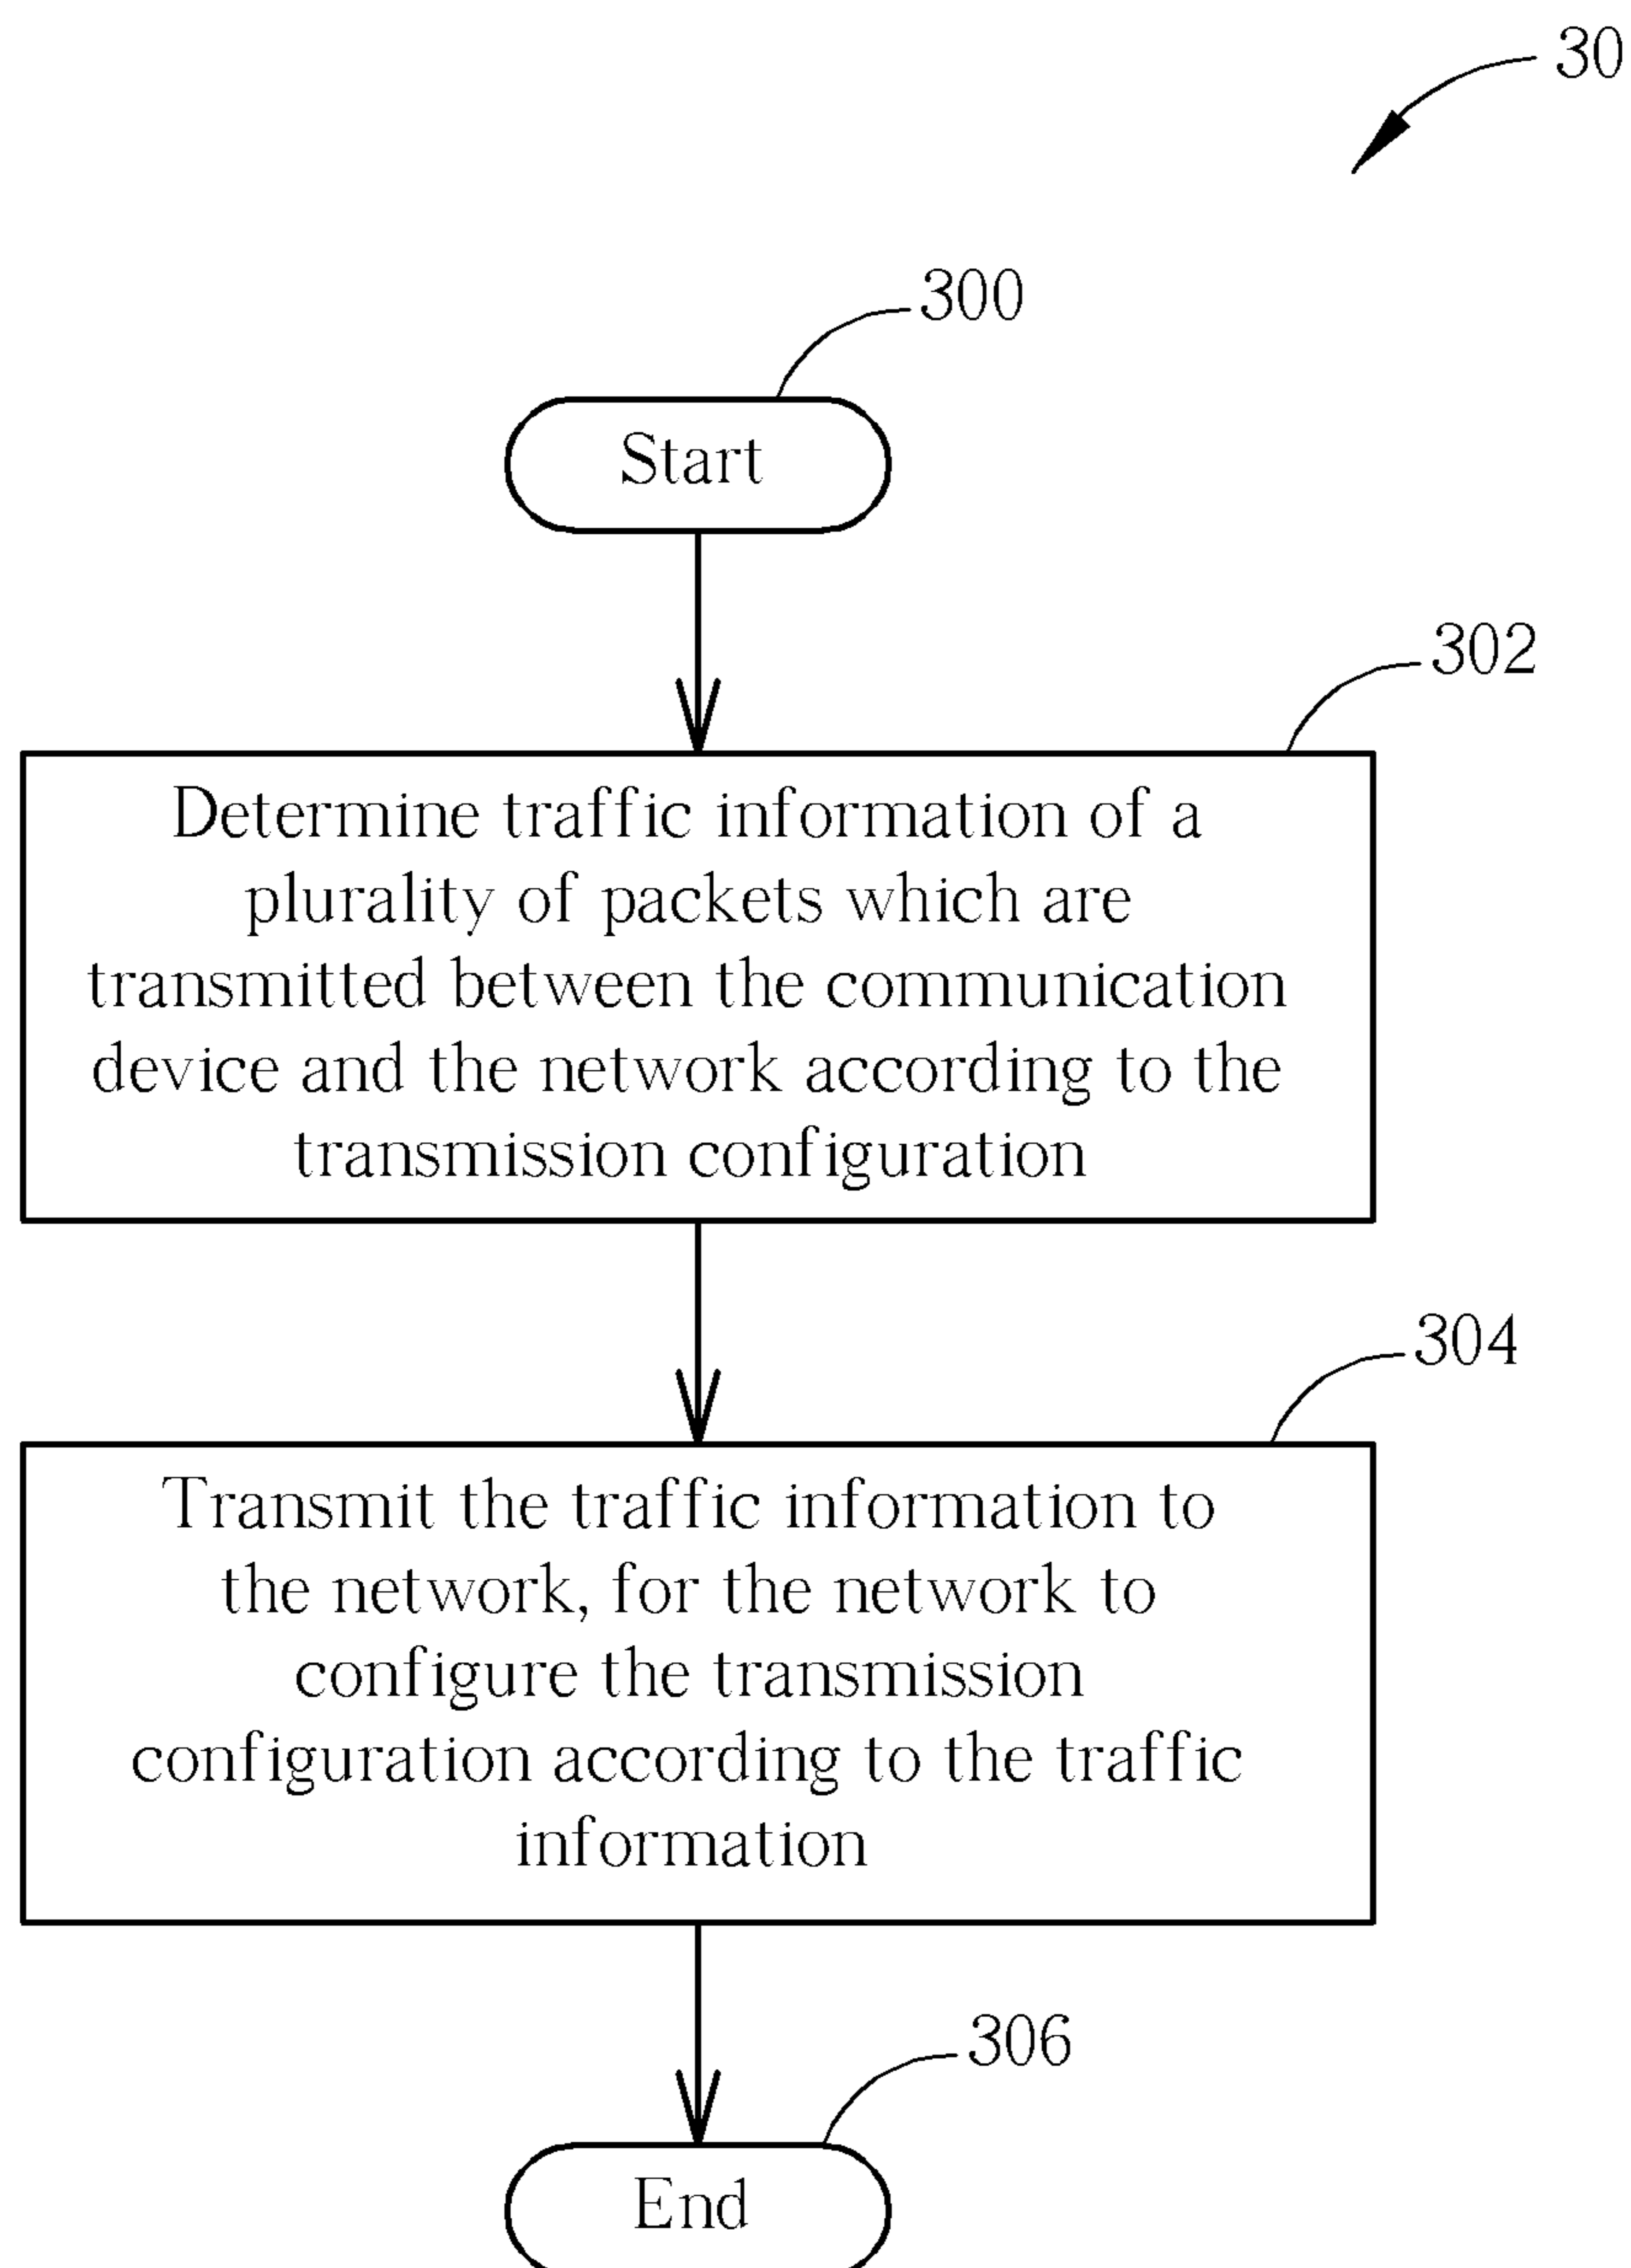 30
300
Start
302
Determine traffic information of a
plurality of packets which are
transmitted between the communication
device and the network according to the
transmission configuration
304
Transmit the traffic information to
the network, for the network to
configure the transmission
configuration according to the traffic
information
306
End